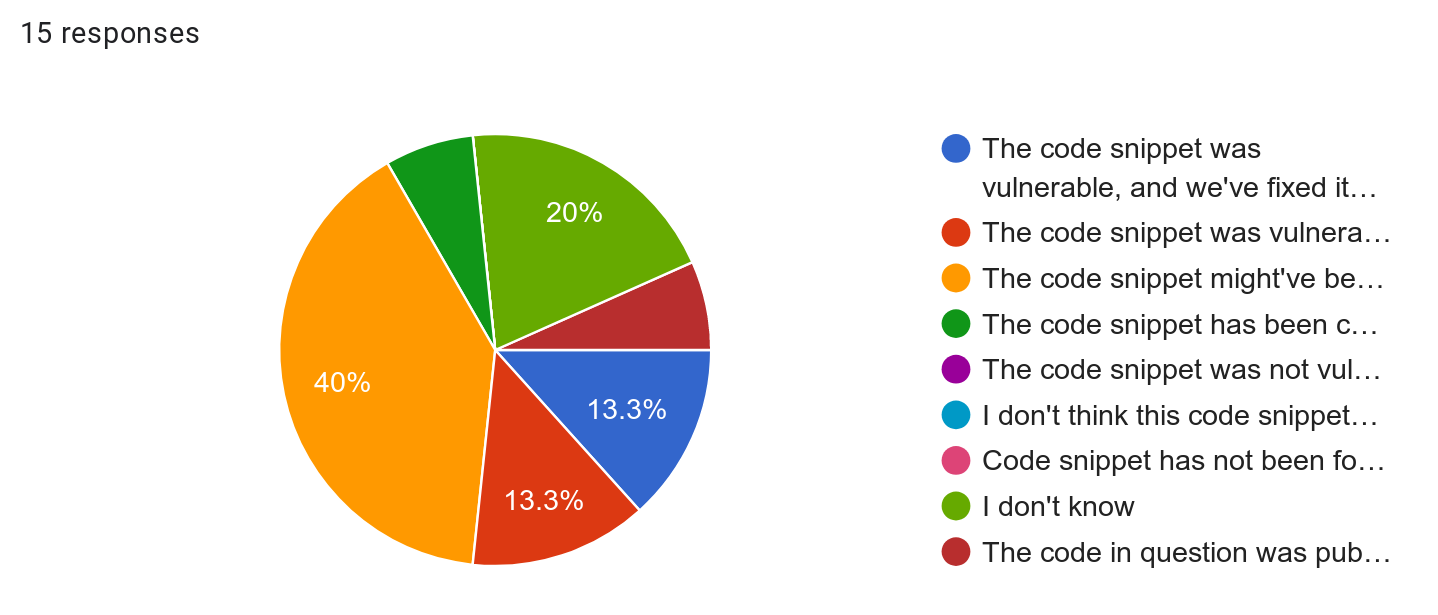 15 responses
20%
40%
13.3%
13.3%
The code snippet was
vulnerable, and we've fixed it…
The code snippet was vulnera…
The code snippet might've be…
The code snippet has been c…
The code snippet was not vul…
I don't think this code snippet…
Code snippet has not been fo…
I don't know
The code in question was pub…